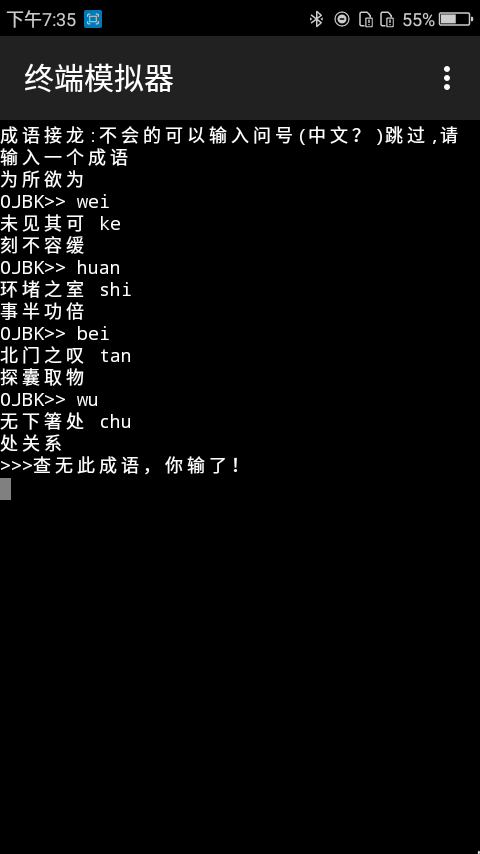 下午7:35 55%
终端模拟器
成语接龙:不会的可以输入问号(中文？)跳过,请
输入一个成语
为所欲为
OJBK>> wei
未见其可 ke
刻不容缓
OJBK>> huan
环堵之室 shi
事半功倍
OJBK>> bei
北门之叹 tan
探囊取物
OJBK>> wu
无下箸处 chu
处关系
>>>查无此成语，你输了！